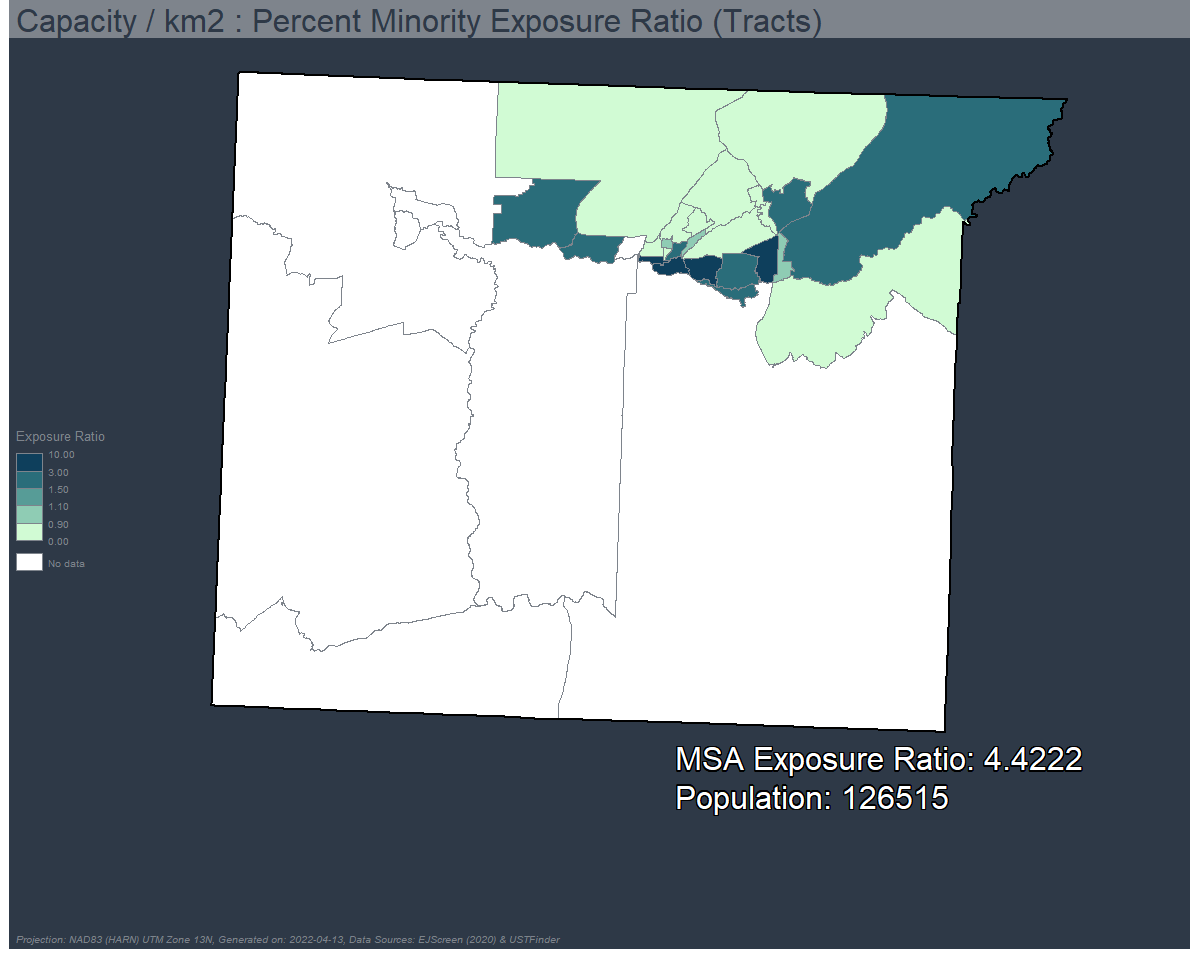 Capacity / km2 : Percent Minority Exposure Ratio (Tracts)
Exposure Ratio
10.00
3.00
1.50
1.10
0.90
0.00
No data
MSA Exposure Ratio: 4.4222
Population: 126515
Projection: NAD83 (HARN) UTM Zone 13N, Generated on: 2022-04-13, Data Sources: EJScreen (2020) & USTFinder